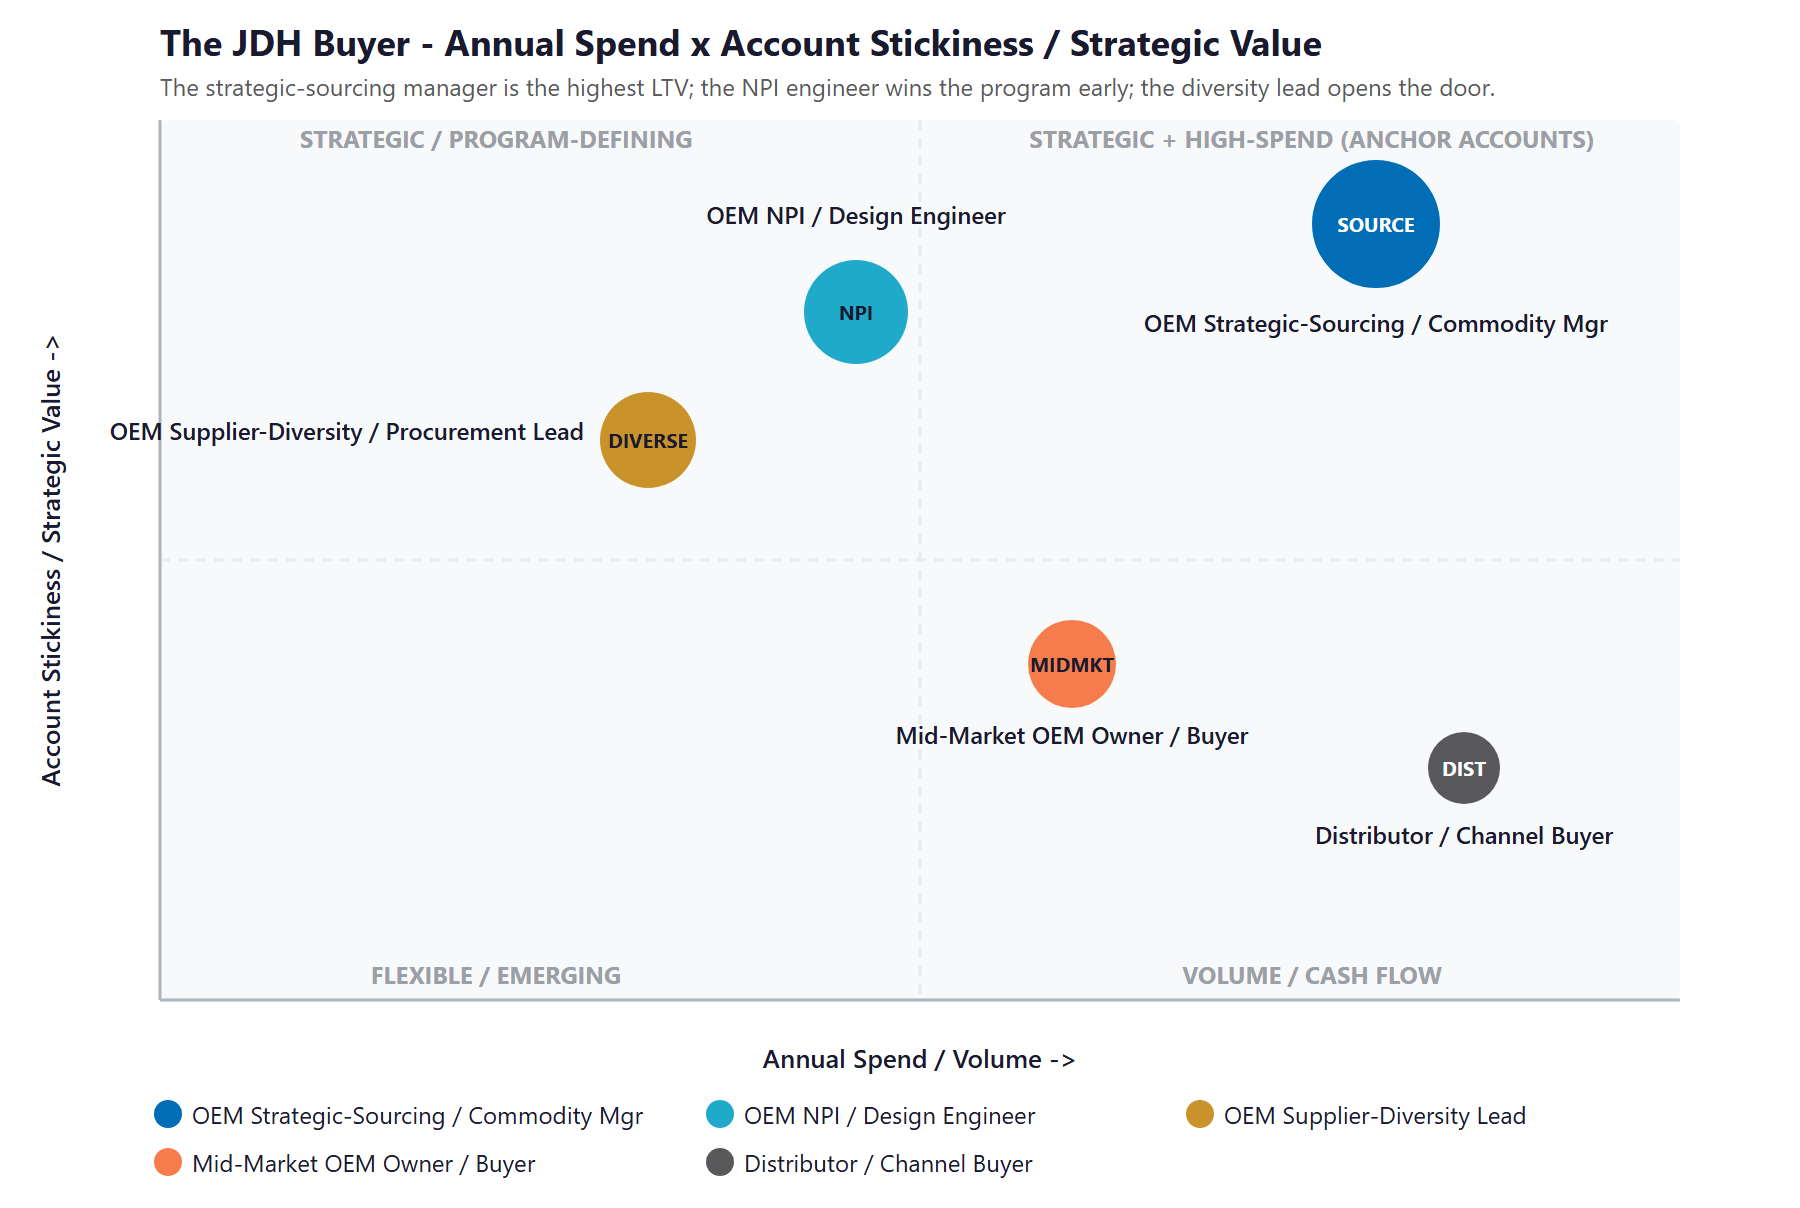 The JDH Buyer - Annual Spend x Account Stickiness / Strategic Value
The strategic-sourcing manager is the highest LTV; the NPI engineer wins the program early; the diversity lead opens the door.
STRATEGIC / PROGRAM-DEFINING
STRATEGIC + HIGH-SPEND (ANCHOR ACCOUNTS)
OEM NPI / Design Engineer
SOURCE
NPI
OEM Strategic-Sourcing / Commodity Mgr
OEM Supplier-Diversity / Procurement Lead
DIVERSE
Account Stickiness / Strategic Value ->
MIDMKT
Mid-Market OEM Owner / Buyer
DIST
Distributor / Channel Buyer
FLEXIBLE / EMERGING
VOLUME / CASH FLOW
Annual Spend / Volume ->
OEM Strategic-Sourcing / Commodity Mgr
OEM NPI / Design Engineer
OEM Supplier-Diversity Lead
Mid-Market OEM Owner / Buyer
Distributor / Channel Buyer